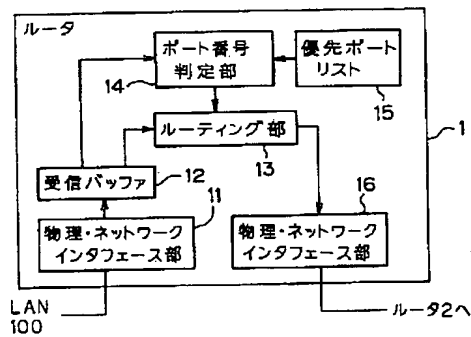 ルータ
ポート番号
判定部
14
優先ポート
リスト
15
ルーティング部
13
1
受信バッファ
12
11
16
物理・ネットワーク
インタフェース部
物理・ネットワーク
インタフェース部
LAN
100
ルータ2へ